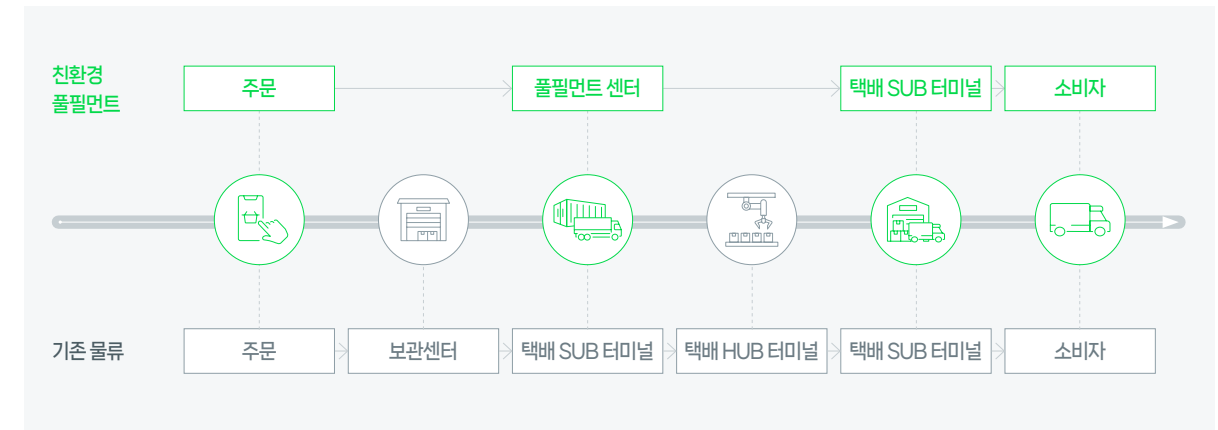 친환경
풀필먼트
주문
풀필먼트 센터
택배 SUB 터미널
소비자
기존 물류
주문
보관센터
택배 SUB 터미널
택배 HUB 터미널
택배 SUB 터미널
소비자